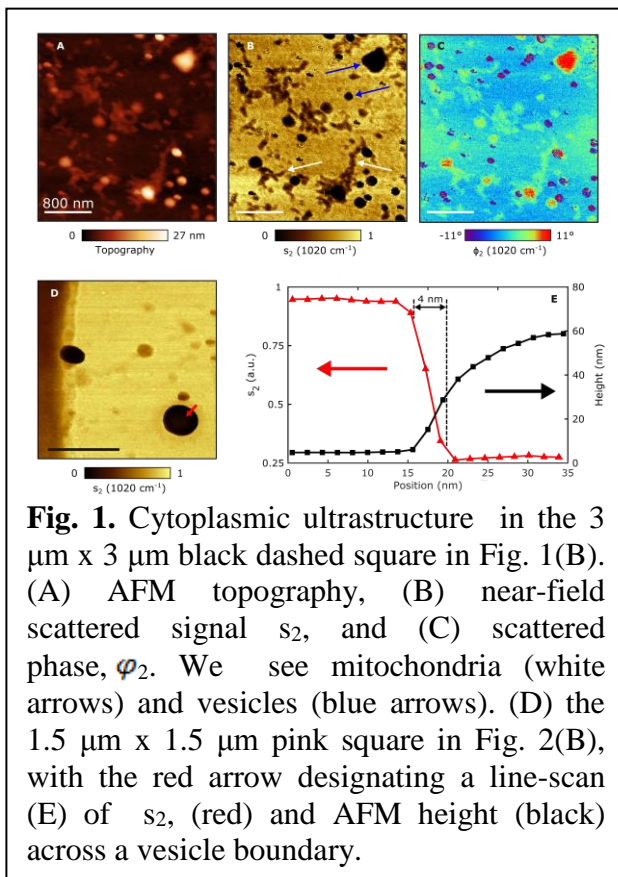 A
B
C
800 nm
0 27 nm
Topography
0 1
s₂ (1020 cm⁻¹)
-11º 11º
ϕ₂ (1020 cm⁻¹)
D
0 1
s₂ (1020 cm⁻¹)
E
4 nm
1
0.75
0.5
0.25
s₂ (a.u.)
80
60
40
20
0
Height (nm)
0 5 10 15 20 25 30 35
Position (nm)
Fig. 1. Cytoplasmic ultrastructure in the 3
μm x 3 μm black dashed square in Fig. 1(B).
(A) AFM topography, (B) near-field
scattered signal s₂, and (C) scattered
phase, φ₂. We see mitochondria (white
arrows) and vesicles (blue arrows). (D) the
1.5 μm x 1.5 μm pink square in Fig. 2(B),
with the red arrow designating a line-scan
(E) of s₂, (red) and AFM height (black)
across a vesicle boundary.